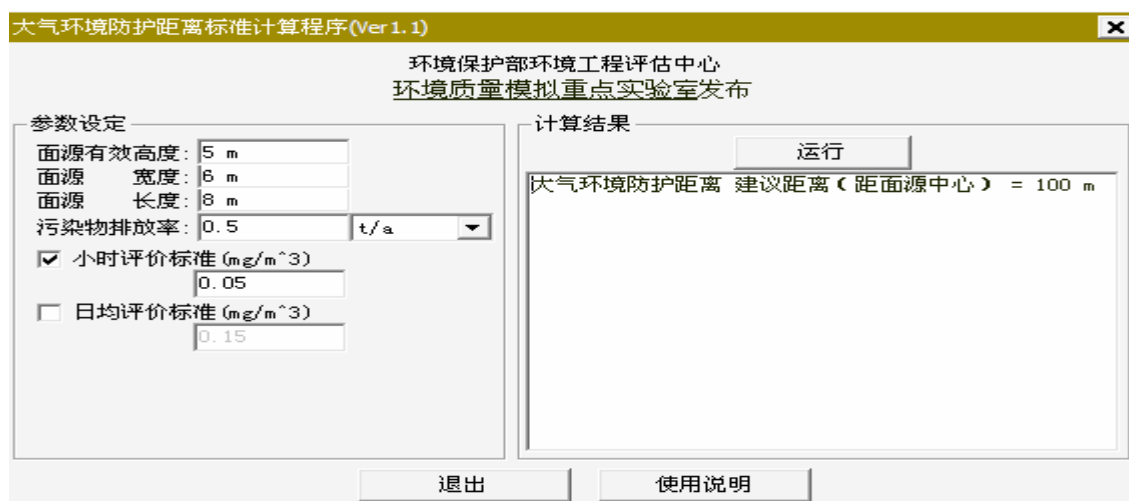 大气环境防护距离标准计算程序(Ver1.1)
环境保护部环境工程评估中心
环境质量模拟重点实验室发布
参数设定
面源有效高度: 5 m
面源 宽度: 6 m
面源 长度: 8 m
污染物排放率: 0.5 t/a
小时评价标准(mg/m^3)
0.05
日均评价标准(mg/m^3)
0.15
计算结果
运行
大气环境防护距离 建议距离(距面源中心) = 100 m
退出 使用说明